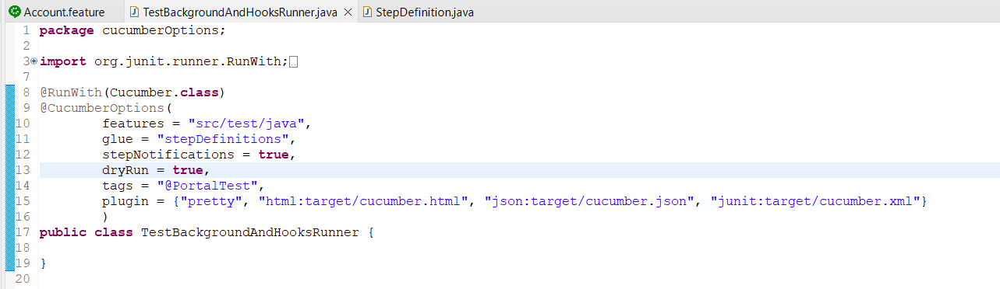 Account.feature TestBackgroundAndHooksRunner.java StepDefinition.java
1 package cucumberOptions;
2
3 import org.junit.runner.RunWith;
7
8 @RunWith(Cucumber.class)
9 @CucumberOptions(
10 features = "src/test/java",
11 glue = "stepDefinitions",
12 stepNotifications = true,
13 dryRun = true,
14 tags = "@PortalTest",
15 plugin = {"pretty", "html:target/cucumber.html", "json:target/cucumber.json", "junit:target/cucumber.xml"}
16 )
17 public class TestBackgroundAndHooksRunner {
18
19 }
20